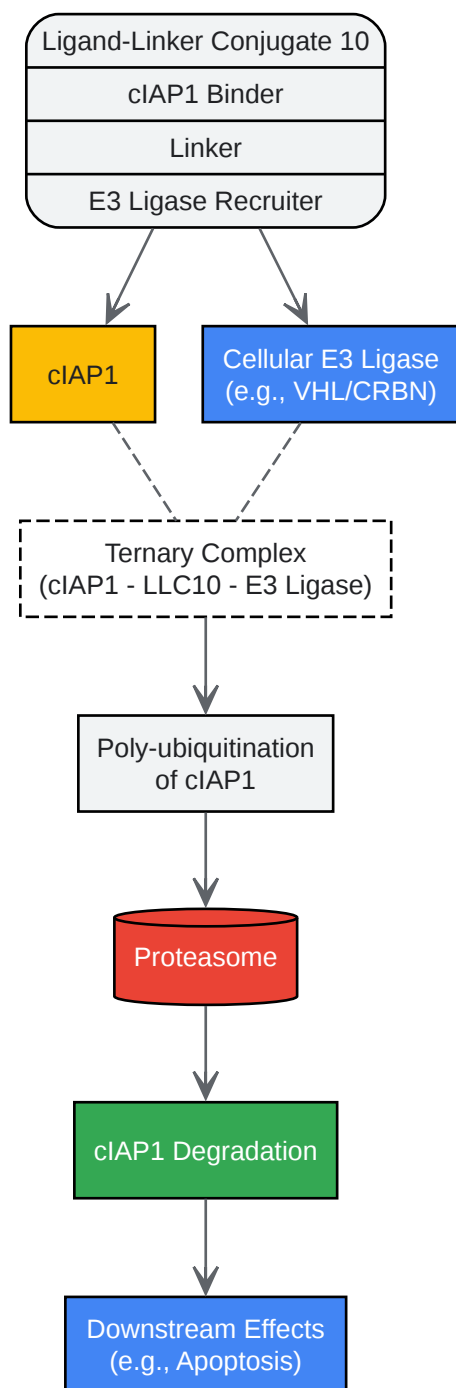 Ligand-Linker Conjugate 10
cIAP1 Binder
Linker
E3 Ligase Recruiter
cIAP1
Cellular E3 Ligase
(e.g., VHL/CRBN)
Ternary Complex
(cIAP1 - LLC10 - E3 Ligase)
Poly-ubiquitination
of cIAP1
Proteasome
cIAP1 Degradation
Downstream Effects
(e.g., Apoptosis)